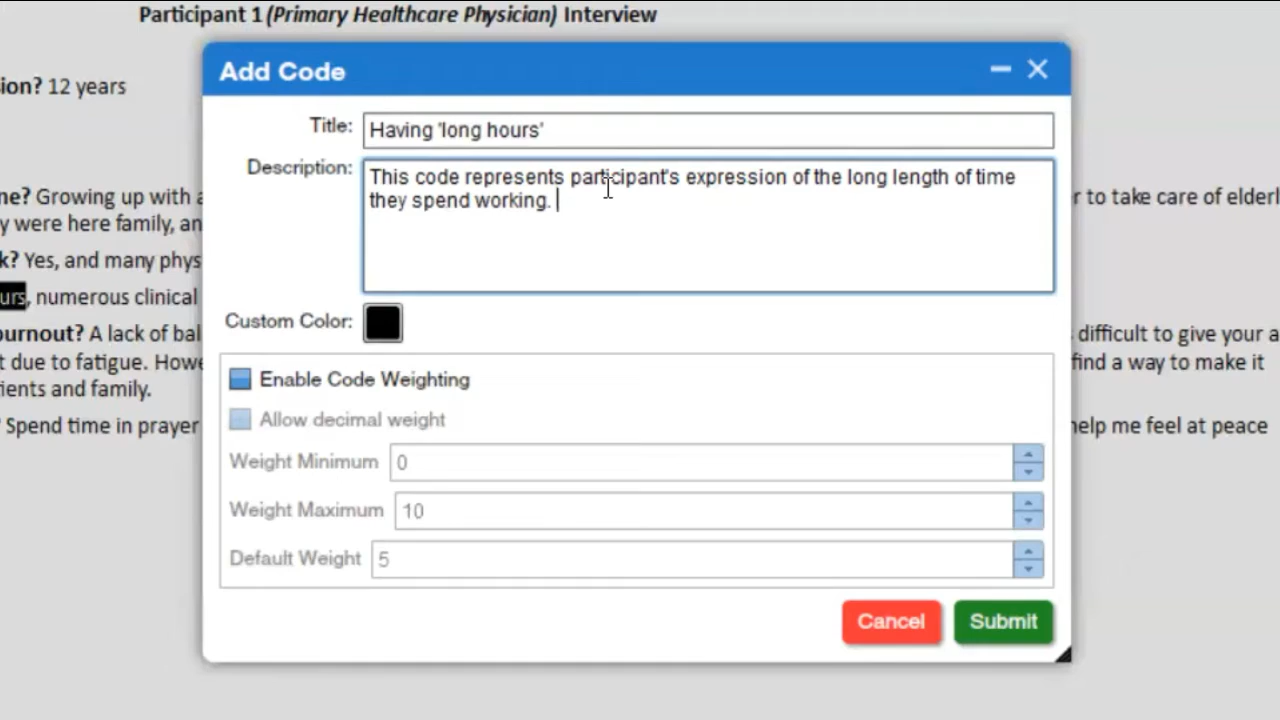 Participant 1 (Primary Healthcare Physician) Interview
Add Code
sion? 12 years
Title: Having 'long hours'
Description: This code represents participant's expression of the long length of time
they spend working.
me? Growing up with a
r to take care of elderl
y were here family, an
k? Yes, and many phys
urs, numerous clinical
Custom Color:
burnout? A lack of bal
difficult to give your a
t due to fatigue. Howe
find a way to make it
ients and family.
Enable Code Weighting
Allow decimal weight
Spend time in prayer
help me feel at peace
Weight Minimum 0
Weight Maximum 10
Default Weight 5
Cancel Submit